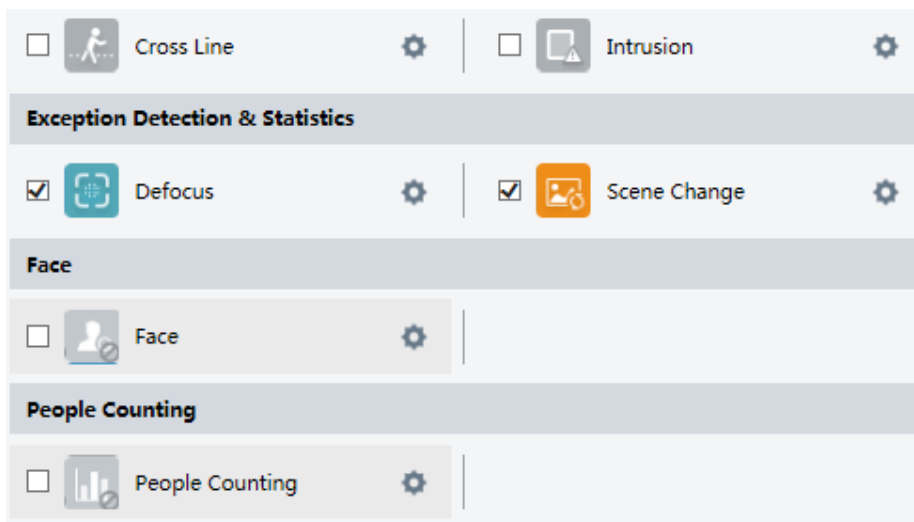 Cross Line
Intrusion
Exception Detection & Statistics
Defocus
Scene Change
Face
Face
People Counting
People Counting